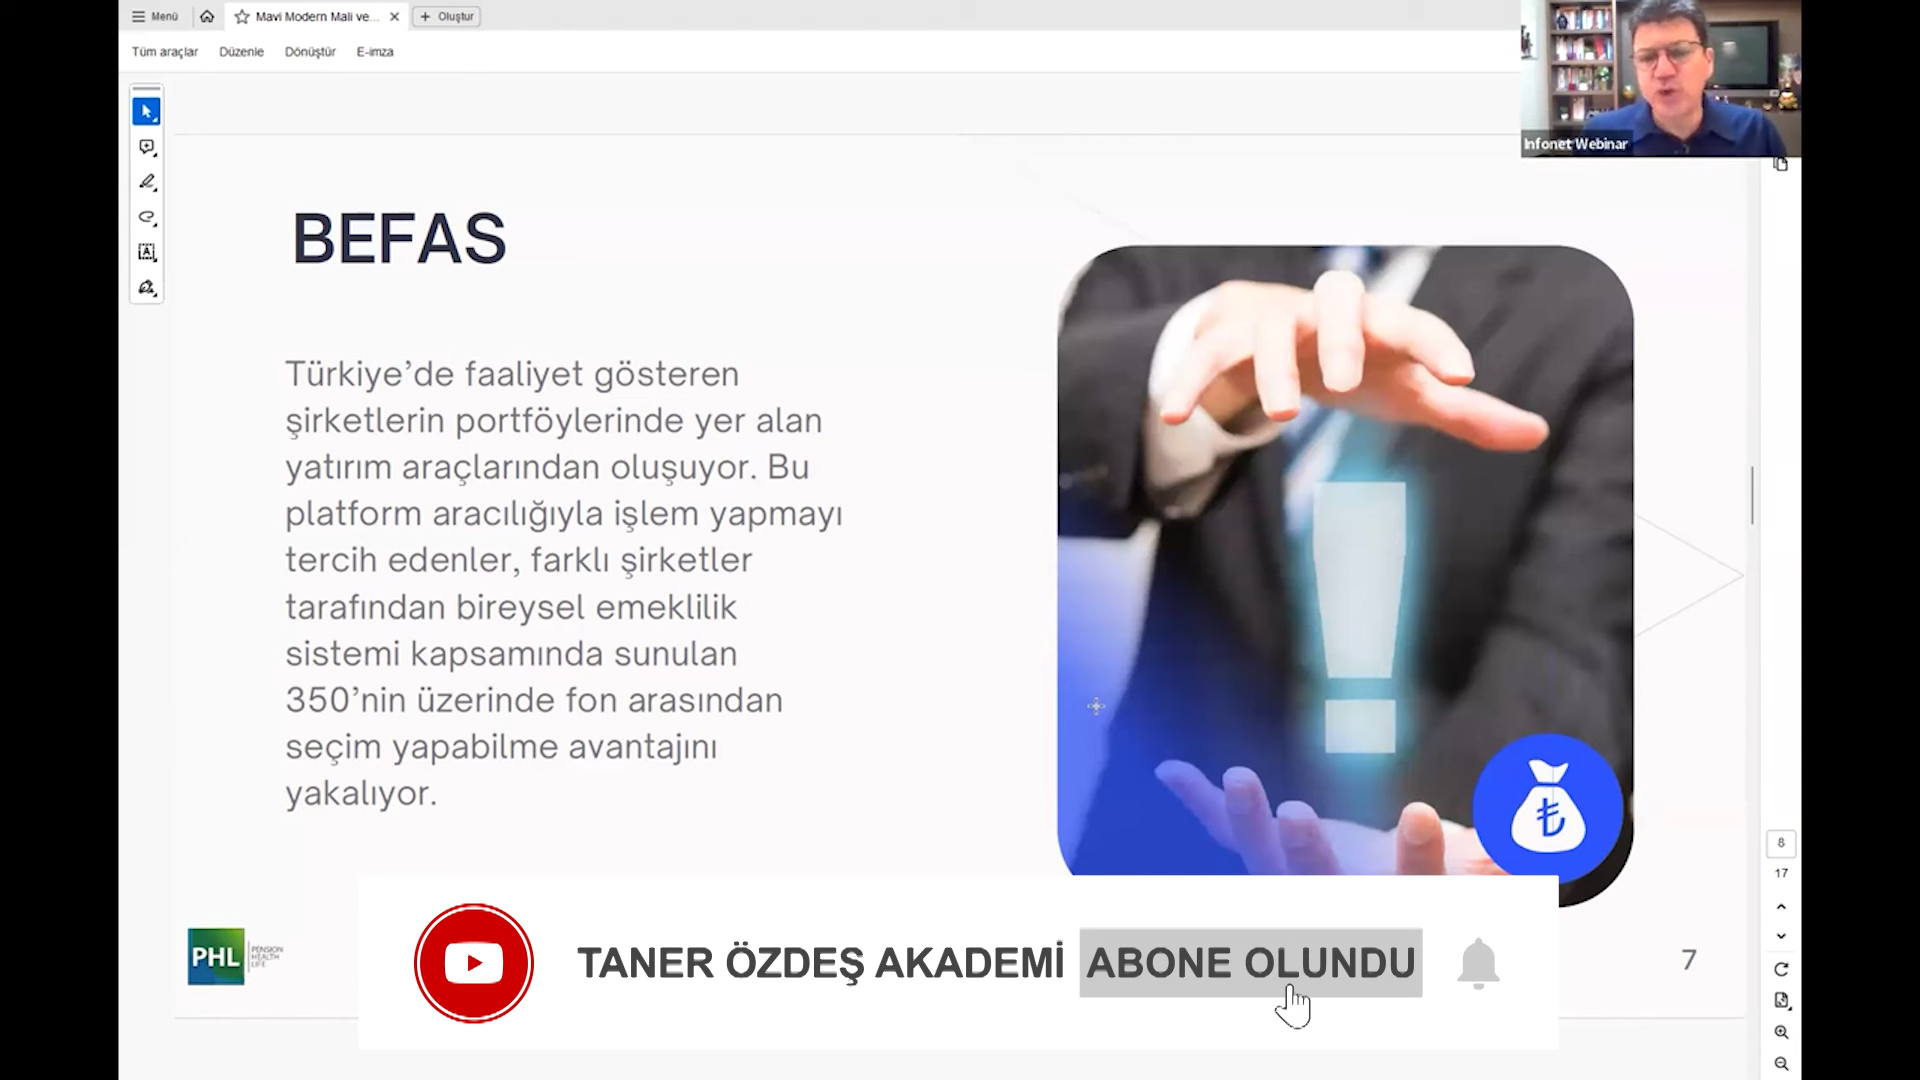 Menü
Mavi Modern Mali ve...
Oluştur
Tüm araçlar
Düzenle
Dönüştür
E-imza
Infonet Webinar
BEFAS
Türkiye’de faaliyet gösteren
şirketlerin portföylerinde yer alan
yatırım araçlarından oluşuyor. Bu
platform aracılığıyla işlem yapmayı
tercih edenler, farklı şirketler
tarafından bireysel emeklilik
sistemi kapsamında sunulan
350’nin üzerinde fon arasından
seçim yapabilme avantajını
yakalıyor.
8
17
PHL
PENSION
HEALTH
LIFE
TANER ÖZDEŞ AKADEMİ
ABONE OLUNDU
7